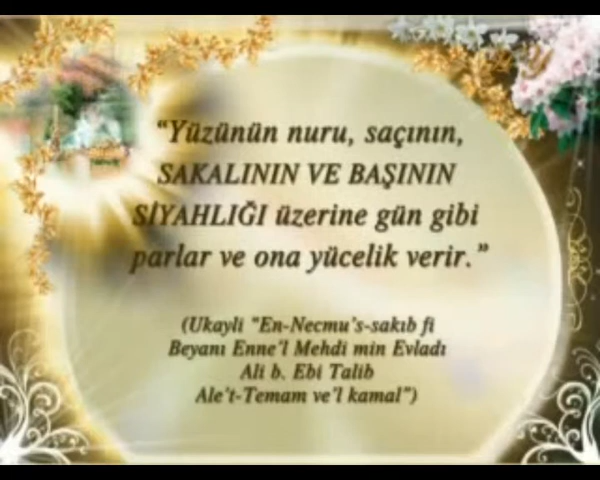 “Yüzünün nuru, saçının,
SAKALININ VE BAŞININ
SİYAHLIĞI üzerine gün gibi
parlar ve ona yücelik verir.”
(Ukayli “En-Necmu’s-sakıb fi
Beyanı Enne’l Mehdi min Evladı
Ali b. Ebi Talib
Ale’t-Temam ve’l kamal”)